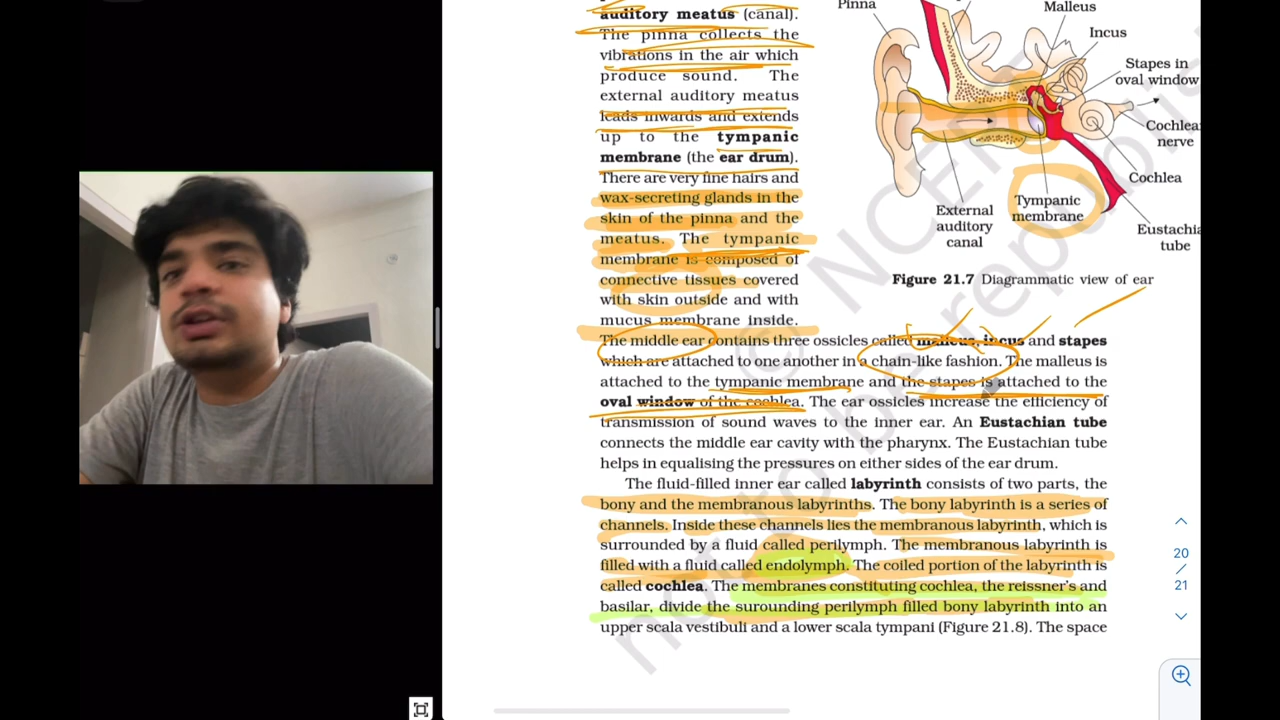 auditory meatus (canal).
The pinna collects the
vibrations in the air which
produce sound. The
external auditory meatus
leads inwards and extends
up to the tympanic
membrane (the ear drum).
There are very fine hairs and
wax-secreting glands in the
skin of the pinna and the
meatus. The tympanic
membrane is composed of
connective tissues covered
with skin outside and with
mucus membrane inside.
The middle ear contains three ossicles called malleus, incus and stapes
which are attached to one another in a chain-like fashion. The malleus is
attached to the tympanic membrane and the stapes is attached to the
oval window of the cochlea. The ear ossicles increase the efficiency of
transmission of sound waves to the inner ear. An Eustachian tube
connects the middle ear cavity with the pharynx. The Eustachian tube
helps in equalising the pressures on either sides of the ear drum.
The fluid-filled inner ear called labyrinth consists of two parts, the
bony and the membranous labyrinths. The bony labyrinth is a series of
channels. Inside these channels lies the membranous labyrinth, which is
surrounded by a fluid called perilymph. The membranous labyrinth is
filled with a fluid called endolymph. The coiled portion of the labyrinth is
called cochlea. The membranes constituting cochlea, the reissner's and
basilar, divide the surounding perilymph filled bony labyrinth into an
upper scala vestibuli and a lower scala tympani (Figure 21.8). The space
Pinna
Malleus
Incus
Stapes in
oval window
Cochlea
nerve
Cochlea
Eustachia
tube
Tympanic
membrane
External
auditory
canal
Figure 21.7 Diagrammatic view of ear
© NCERT
not to be republis
20
/
21